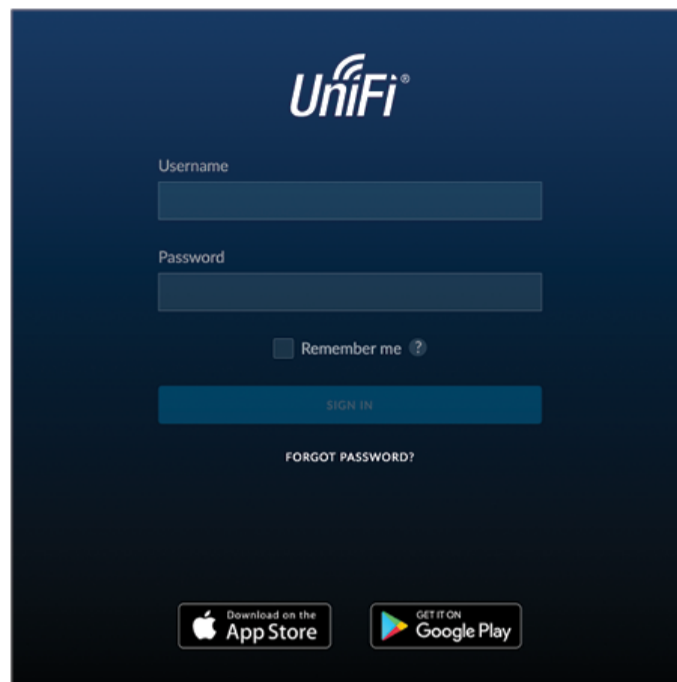 UniFi®
Username
Password
Remember me ?
SIGN IN
FORGOT PASSWORD?
Download on the
App Store
GET IT ON
Google Play